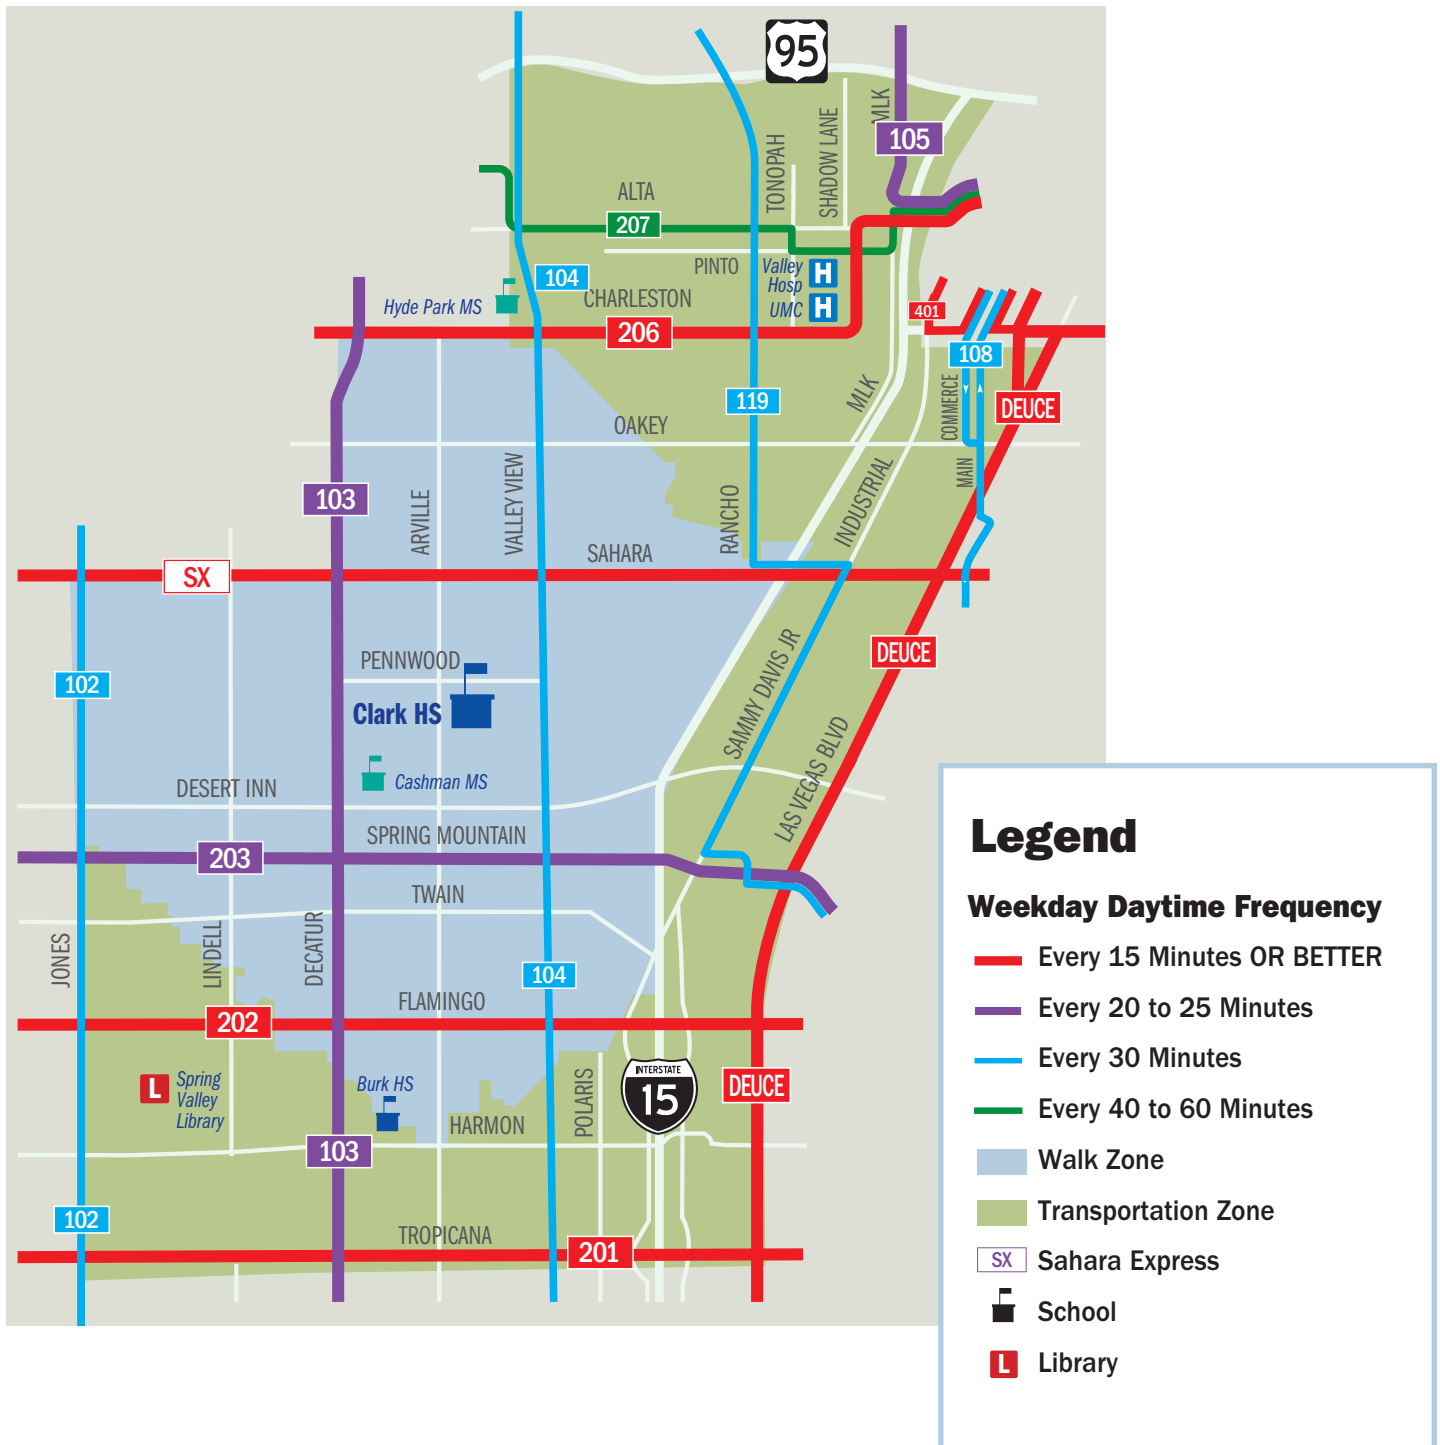 95
MLK
105
TONOPAH
SHADOW LANE
ALTA
207
PINTO
Valley
Hosp
H
UMC
H
104
Hyde Park MS
CHARLESTON
206
401
108
119
MLK
COMMERCE
DEUCE
OAKEY
MAIN
103
ARVILLE
VALLEY VIEW
RANCHO
INDUSTRIAL
SAHARA
SX
DEUCE
PENNWOOD
102
SAMMY DAVIS JR
Clark HS
LAS VEGAS BLVD
Cashman MS
DESERT INN
SPRING MOUNTAIN
203
TWAIN
JONES
LINDELL
DECATUR
104
FLAMINGO
202
INTERSTATE
15
DEUCE
L
Spring
Valley
Library
Burk HS
POLARIS
HARMON
103
102
TROPICANA
201
Legend
Weekday Daytime Frequency
Every 15 Minutes OR BETTER
Every 20 to 25 Minutes
Every 30 Minutes
Every 40 to 60 Minutes
Walk Zone
Transportation Zone
SX Sahara Express
School
L Library